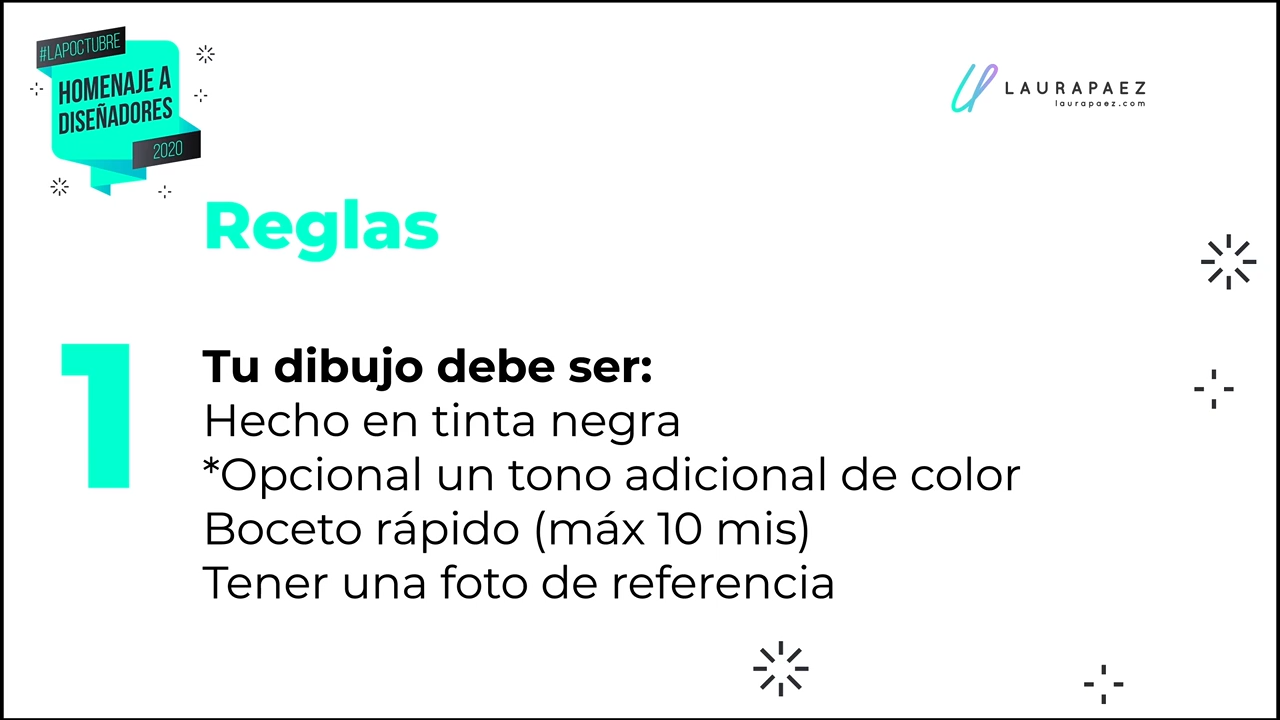 #LAPOCTUBRE
HOMENAJE A
DISEÑADORES
2020
LAURAPAEZ
laurapaez.com
Reglas
1
Tu dibujo debe ser:
Hecho en tinta negra
*Opcional un tono adicional de color
Boceto rápido (máx 10 mis)
Tener una foto de referencia